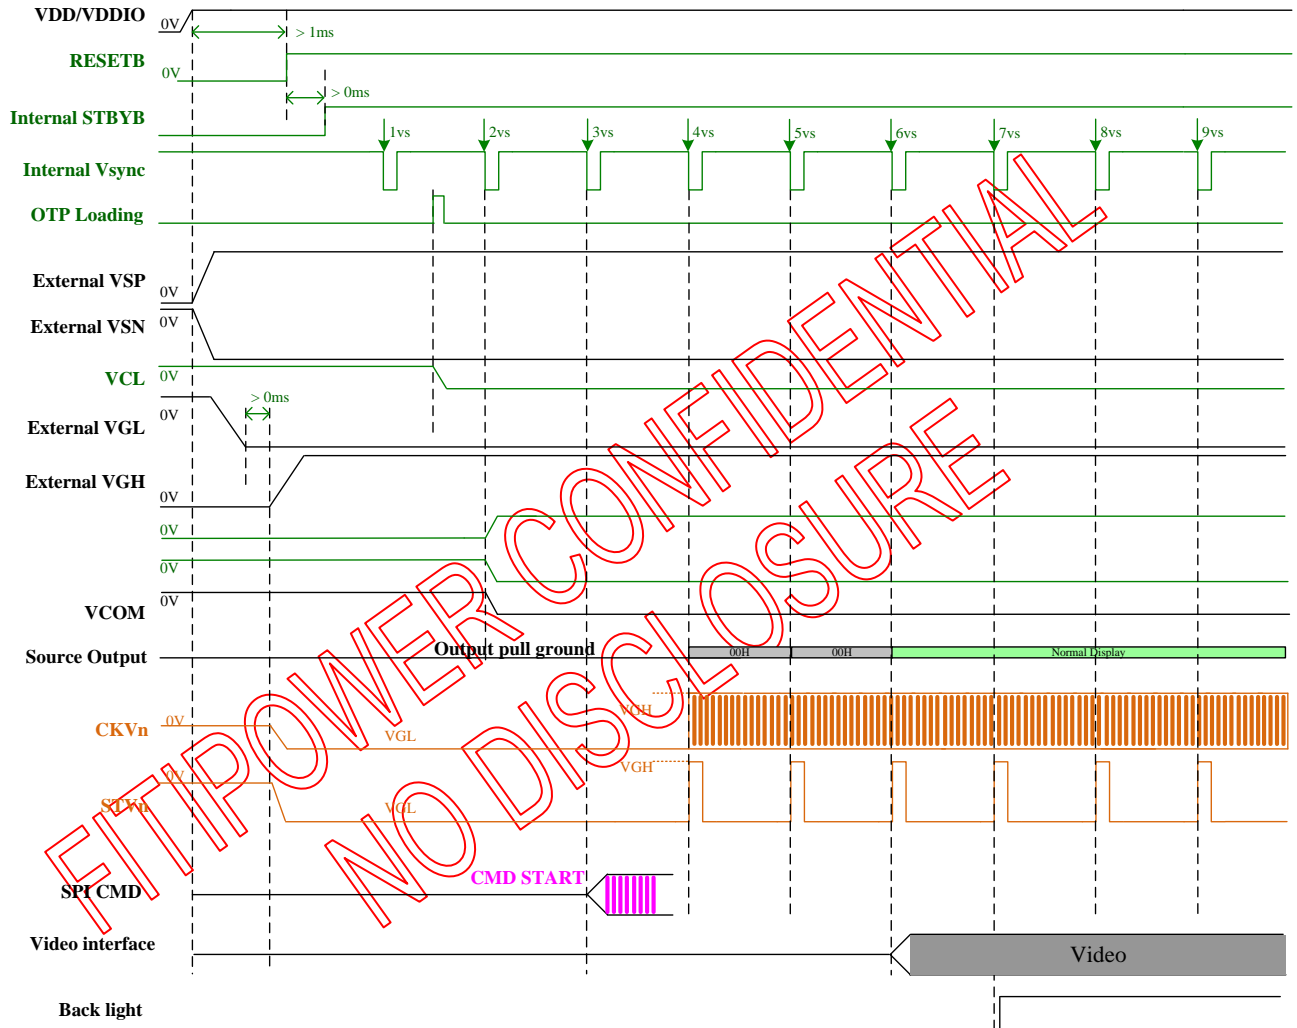 VDD/VDDIO
0V
> 1ms
RESETB
0V
> 0ms
Internal STBYB
1vs 2vs 3vs 4vs 5vs 6vs 7vs 8vs 9vs
Internal Vsync
OTP Loading
External VSP
0V
External VSN
0V
VCL
0V
> 0ms
External VGL
0V
External VGH
0V
0V
0V
0V
VCOM
Source Output
Output pull ground
00H 00H Normal Display
CKVn
0V
VGL
VGH
STVn
0V
VGL
VGH
SPI CMD
CMD START
Video interface
Video
Back light
FITIPOWER CONFIDENTIAL
NO DISCLOSURE